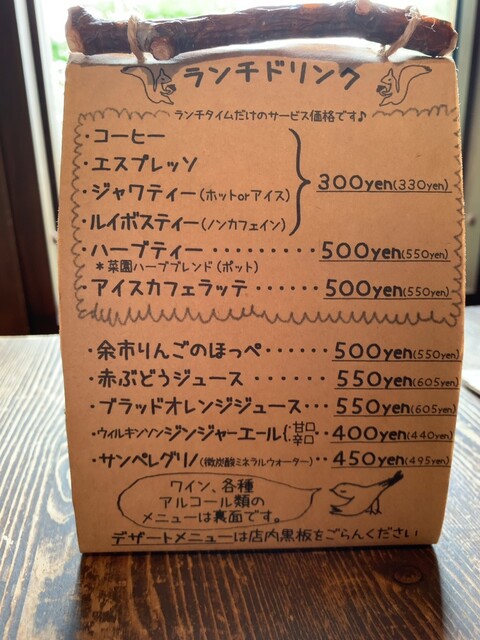 ランチドリンク
ランチタイムだけのサービス価格です♪
・コーヒー
・エスプレッソ
・ジャワティー(ホットorアイス)
300yen(330yen)
・ルイボスティー(ノンカフェイン)
・ハーブティー・・・・・・・・・500yen(550yen)
＊菜園ハーブブレンド(ポット)
・アイスカフェラッテ・・・・・・500yen(550yen)
・余市りんごのほっぺ・・・・・・500yen(550yen)
・赤ぶどうジュース・・・・・・550yen(605yen)
・ブラッドオレンジジュース・・・550yen(605yen)
・ウィルキンソンジンジャーエール(・甘口・辛口・・400yen(440yen)
・サンペレグリノ(微炭酸ミネラルウォーター)・・450yen(495yen)
ワイン、各種
アルコール類の
メニューは裏面です。
デザートメニューは店内黒板をごらんください